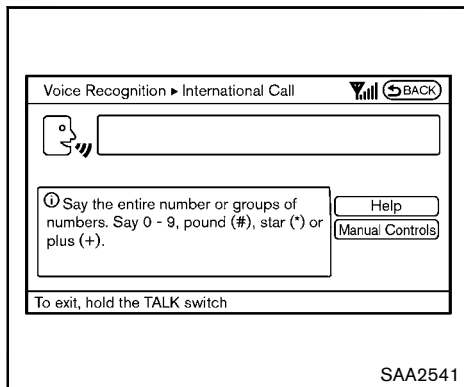 Voice Recognition ▸ International Call BACK
ⓘ Say the entire number or groups of
numbers. Say 0 - 9, pound (#), star (*) or
plus (+).
Help
Manual Controls
To exit, hold the TALK switch
SAA2541